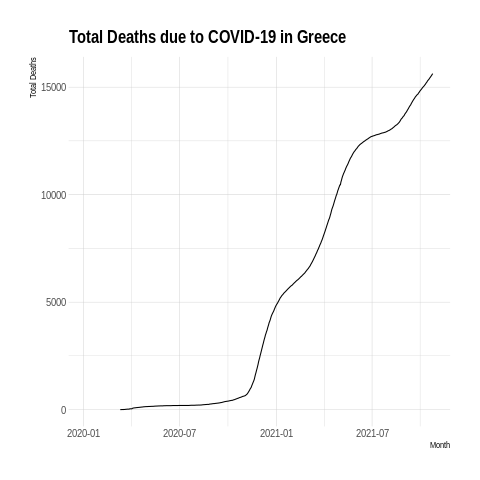 Total Deaths due to COVID-19 in Greece
Total Deaths
15000
10000
5000
0
2020-01 2020-07 2021-01 2021-07
Month